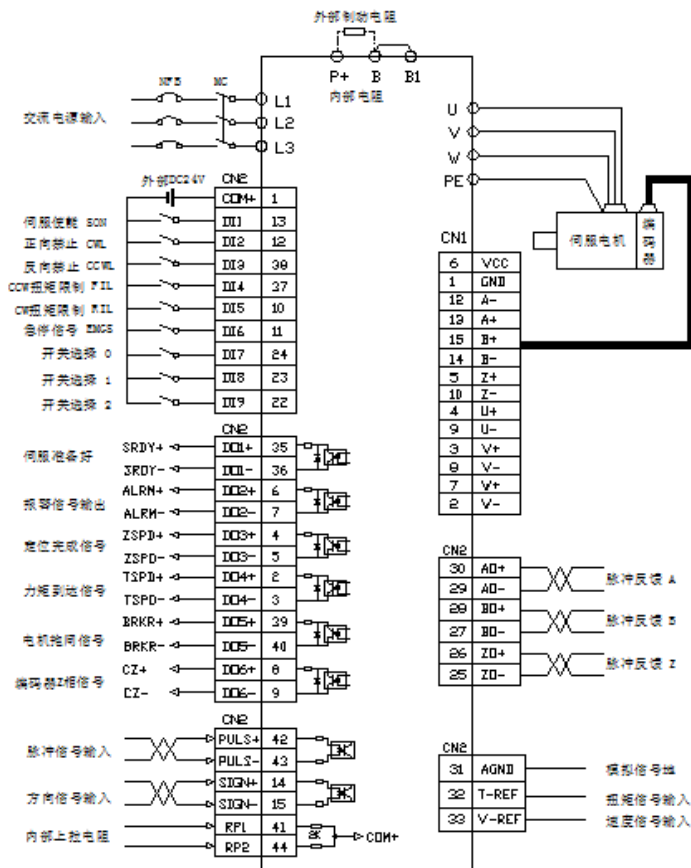 外部制动电阻
P+ B B1
内部电阻
NFB MC
交流电源输入
L1
L2
L3
U
V
W
PE
伺服电机
编码器
外部DC24V CN2
COM+ 1
伺服使能 SON DI1 13
正向禁止 CWL DI2 12
反向禁止 CCWL DI3 38
CCW扭矩限制 FIL DI4 37
CW扭矩限制 RIL DI5 10
急停信号 EMGS DI6 11
开关选择 0 DI7 24
开关选择 1 DI8 23
开关选择 2 DI9 22
CN1
6 VCC
1 GND
12 A-
13 A+
15 B+
14 B-
5 Z+
10 Z-
4 U+
9 U-
3 V+
8 V-
7 V+
2 V-
CN2
伺服准备好
SRDY+ DO1+ 35
SRDY- DO1- 36
报警信号输出
ALRM+ DO2+ 6
ALRM- DO2- 7
定位完成信号
ZSPD+ DO3+ 4
ZSPD- DO3- 5
力矩到达信号
TSPD+ DO4+ 2
TSPD- DO4- 3
电机抱闸信号
BRKR+ DO5+ 39
BRKR- DO5- 40
编码器Z相信号
CZ+ DO6+ 8
CZ- DO6- 9
CN2
30 AO+
29 AO-
脉冲反馈 A
28 BO+
27 BO-
脉冲反馈 B
26 ZO+
25 ZO-
脉冲反馈 Z
CN2
脉冲信号输入
PULS+ 42
PULS- 43
方向信号输入
SIGN+ 14
SIGN- 15
内部上拉电阻
RP1 41
RP2 44
2K
COM+
CN2
31 AGND 模拟信号地
32 T-REF 扭矩信号输入
33 V-REF 速度信号输入